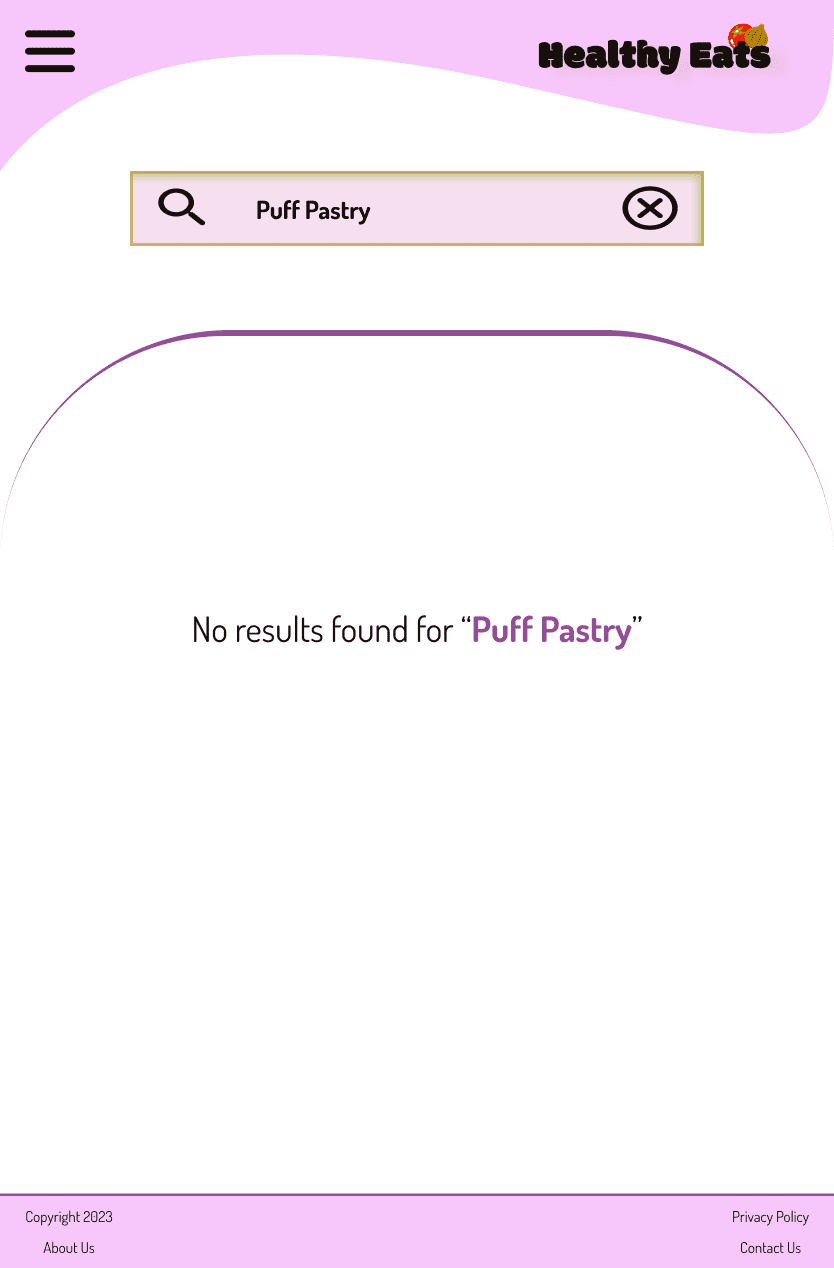 Healthy Eats
Puff Pastry
No results found for “Puff Pastry”
Copyright 2023
Privacy Policy
About Us
Contact Us